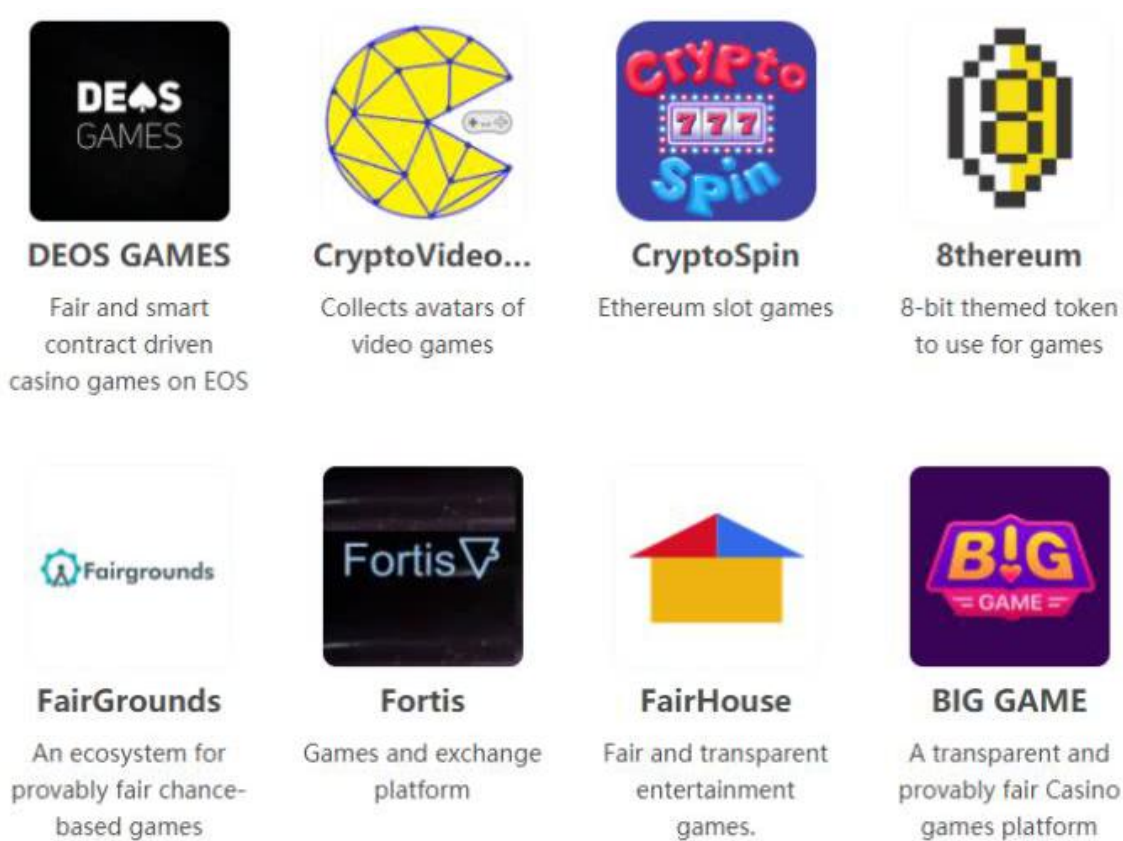 DEOS
GAMES
CRYPTO
777
Spin
8
Fairgrounds
Fortis
B!G
GAME
DEOS GAMES
CryptoVideo...
CryptoSpin
8thereum
Fair and smart
contract driven
casino games on EOS
Collects avatars of
video games
Ethereum slot games
8-bit themed token
to use for games
FairGrounds
Fortis
FairHouse
BIG GAME
An ecosystem for
provably fair chance-
based games
Games and exchange
platform
Fair and transparent
entertainment
games.
A transparent and
provably fair Casino
games platform